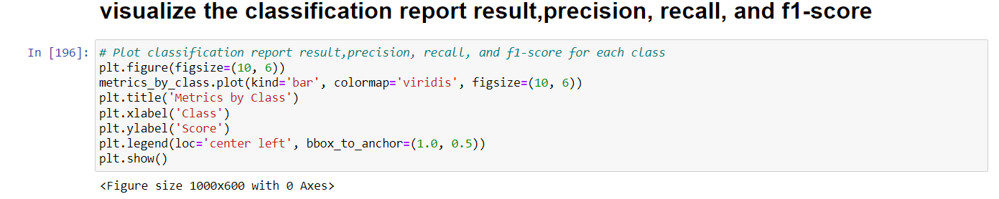 visualize the classification report result,precision, recall, and f1-score
In [196]: # Plot classification report result,precision, recall, and f1-score for each class
plt.figure(figsize=(10, 6))
metrics_by_class.plot(kind='bar', colormap='viridis', figsize=(10, 6))
plt.title('Metrics by Class')
plt.xlabel('Class')
plt.ylabel('Score')
plt.legend(loc='center left', bbox_to_anchor=(1.0, 0.5))
plt.show()
<Figure size 1000x600 with 0 Axes>